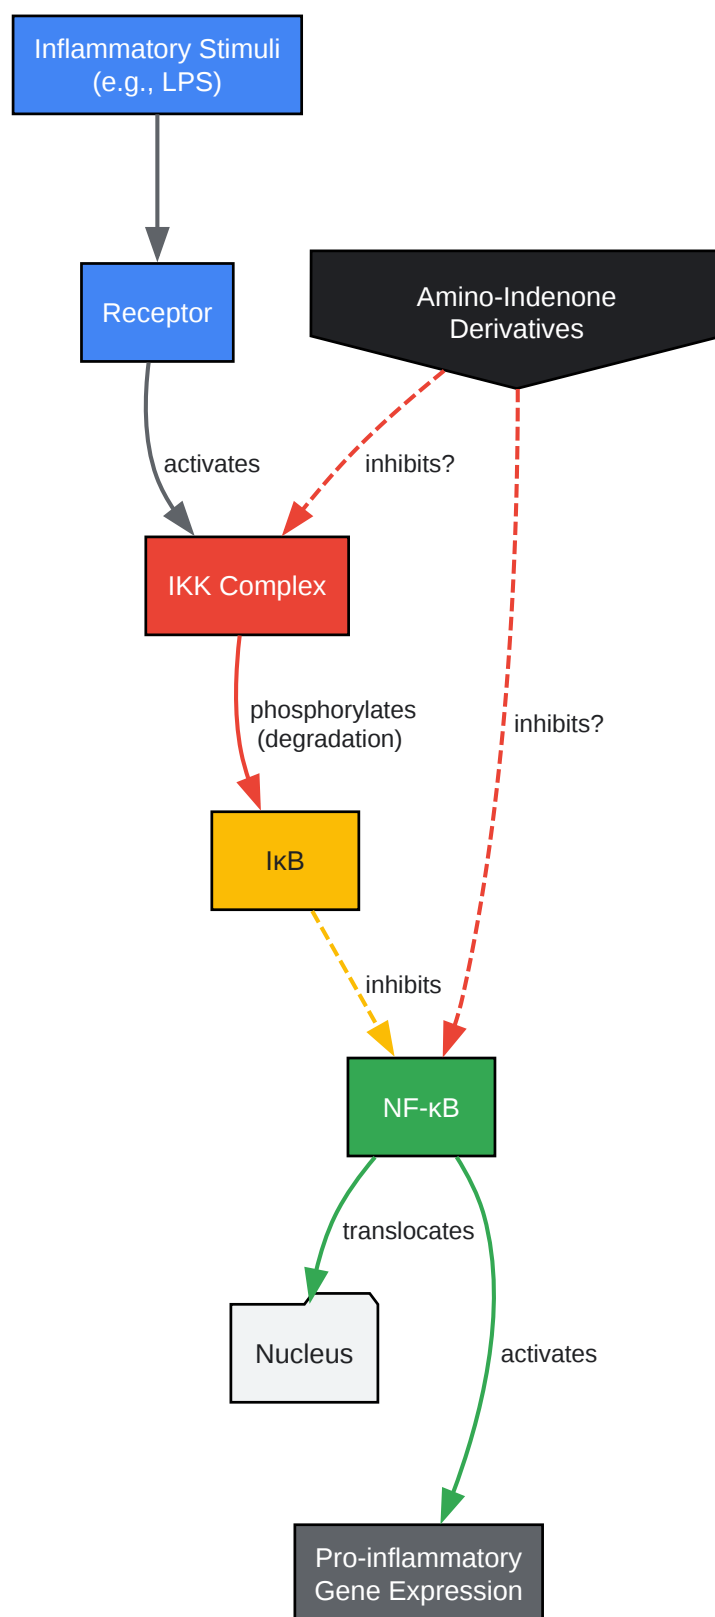 Inflammatory Stimuli
(e.g., LPS)
Receptor
Amino-Indenone
Derivatives
activates
inhibits?
IKK Complex
phosphorylates
(degradation)
inhibits?
IκB
inhibits
NF-κB
translocates
Nucleus
activates
Pro-inflammatory
Gene Expression